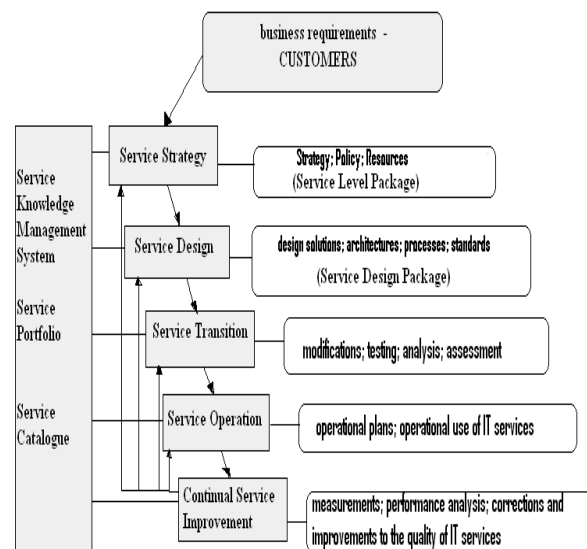 business requirements -
CUSTOMERS
Service Strategy
Strategy; Policy; Resources
(Service Level Package)
Service
Knowledge
Management
System
Service Design
design solutions; architectures; processes; standards
(Service Design Package)
Service
Portfolio
Service Transition
modifications; testing; analysis; assessment
Service
Catalogue
Service Operation
operational plans; operational use of IT services
Continual Service
Improvement
measurements; performance analysis; corrections and
improvements to the quality of IT services